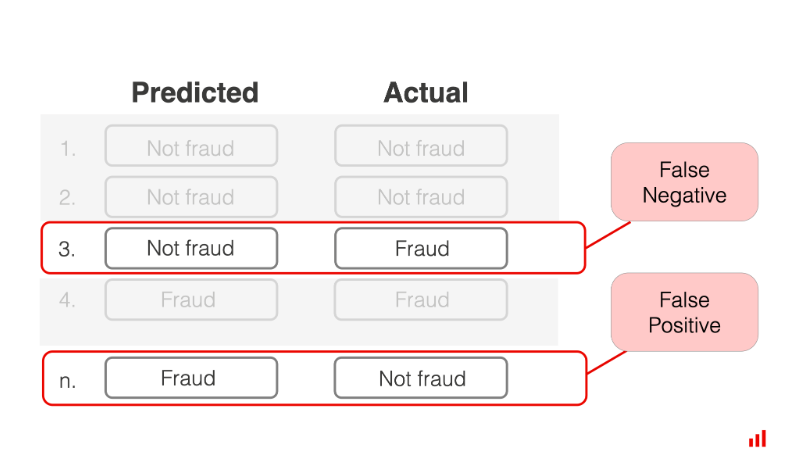 Predicted Actual
1. Not fraud Not fraud
2. Not fraud Not fraud
3. Not fraud Fraud
False
Negative
4. Fraud Fraud
False
Positive
n. Fraud Not fraud